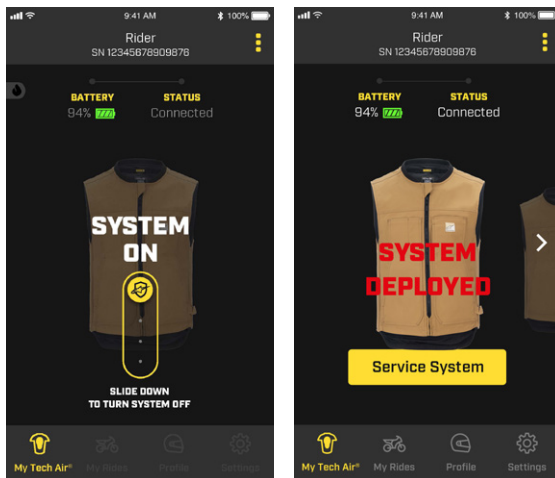 9:41 AM
100%
Rider
SN 12345678909876
BATTERY
STATUS
94%
Connected
SYSTEM
ON
SLIDE DOWN
TO TURN SYSTEM OFF
My Tech Air®
My Rides
Profile
Settings
9:41 AM
100%
Rider
SN 12345678909876
BATTERY
STATUS
94%
Connected
SYSTEM
DEPLOYED
Service System
My Tech Air®
My Rides
Profile
Settings